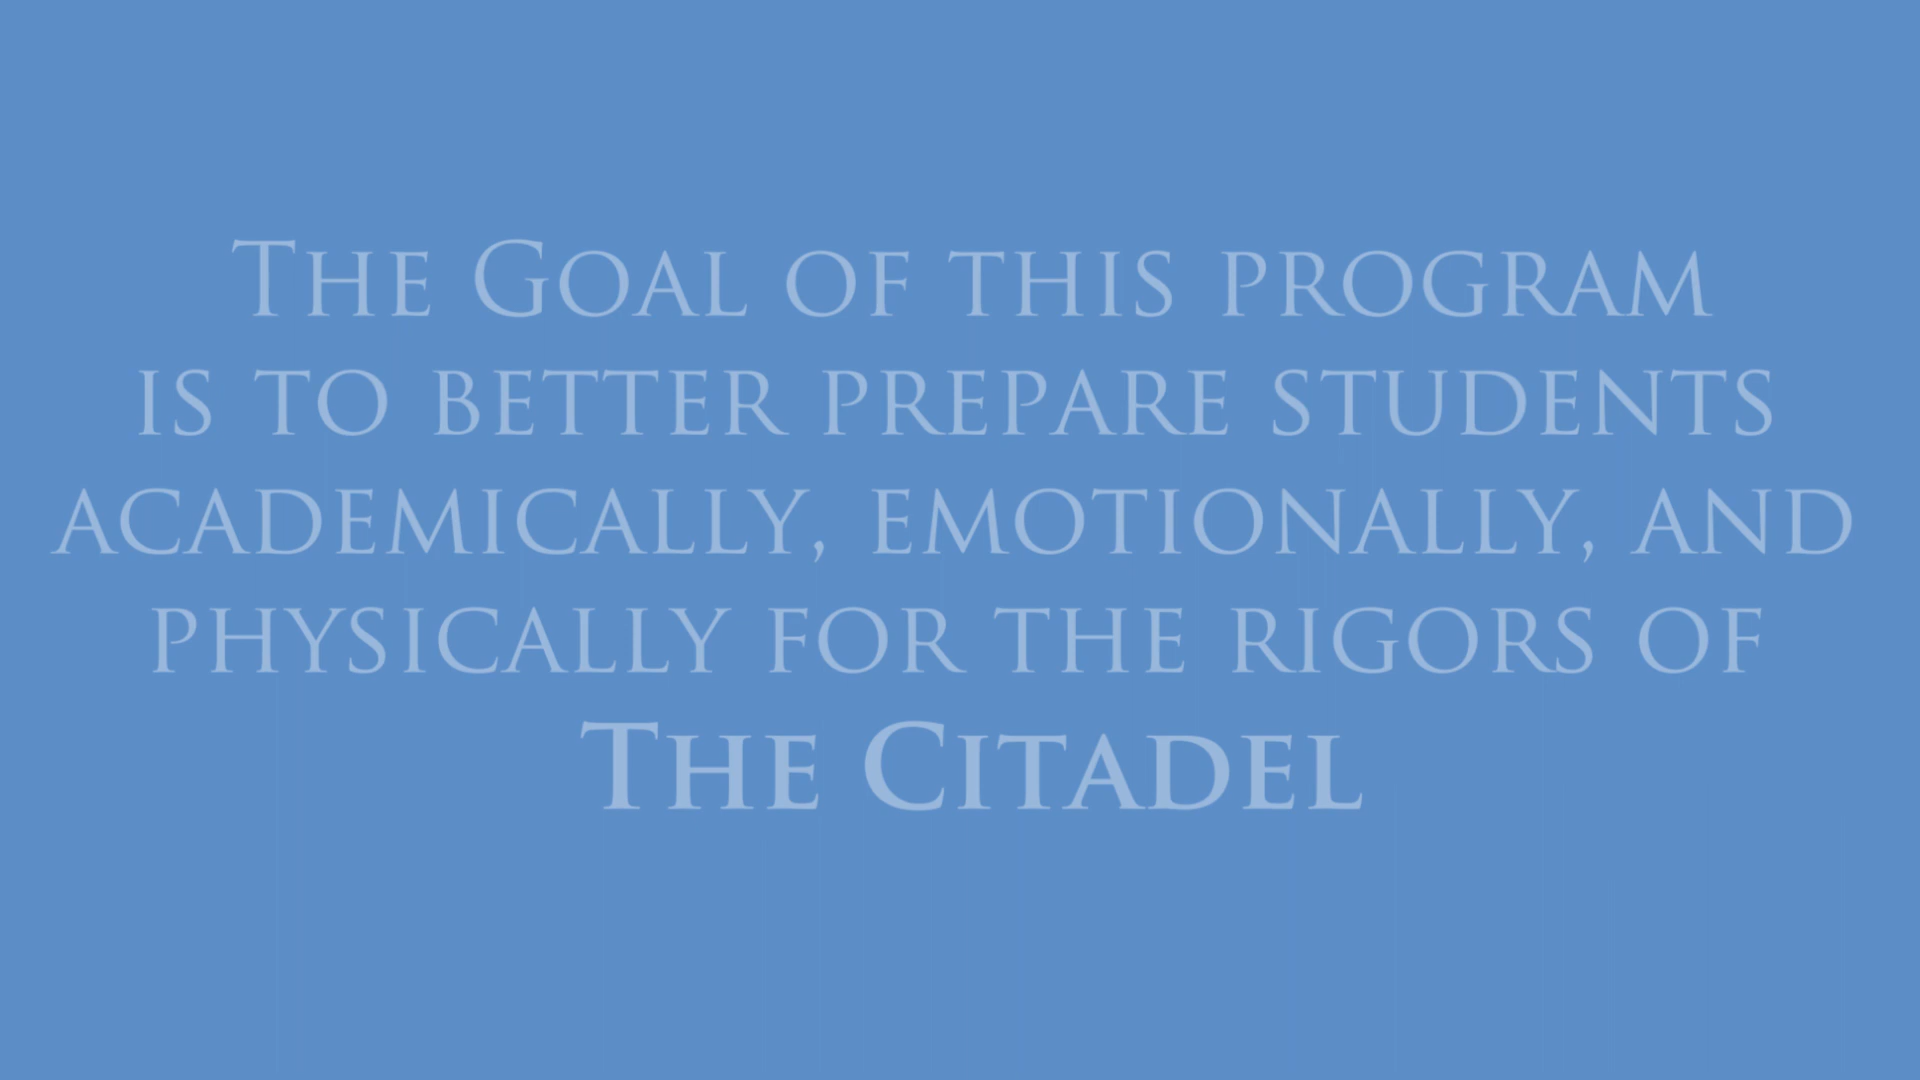 The Goal of this program
is to better prepare students
academically, emotionally, and
physically for the rigors of
The Citadel